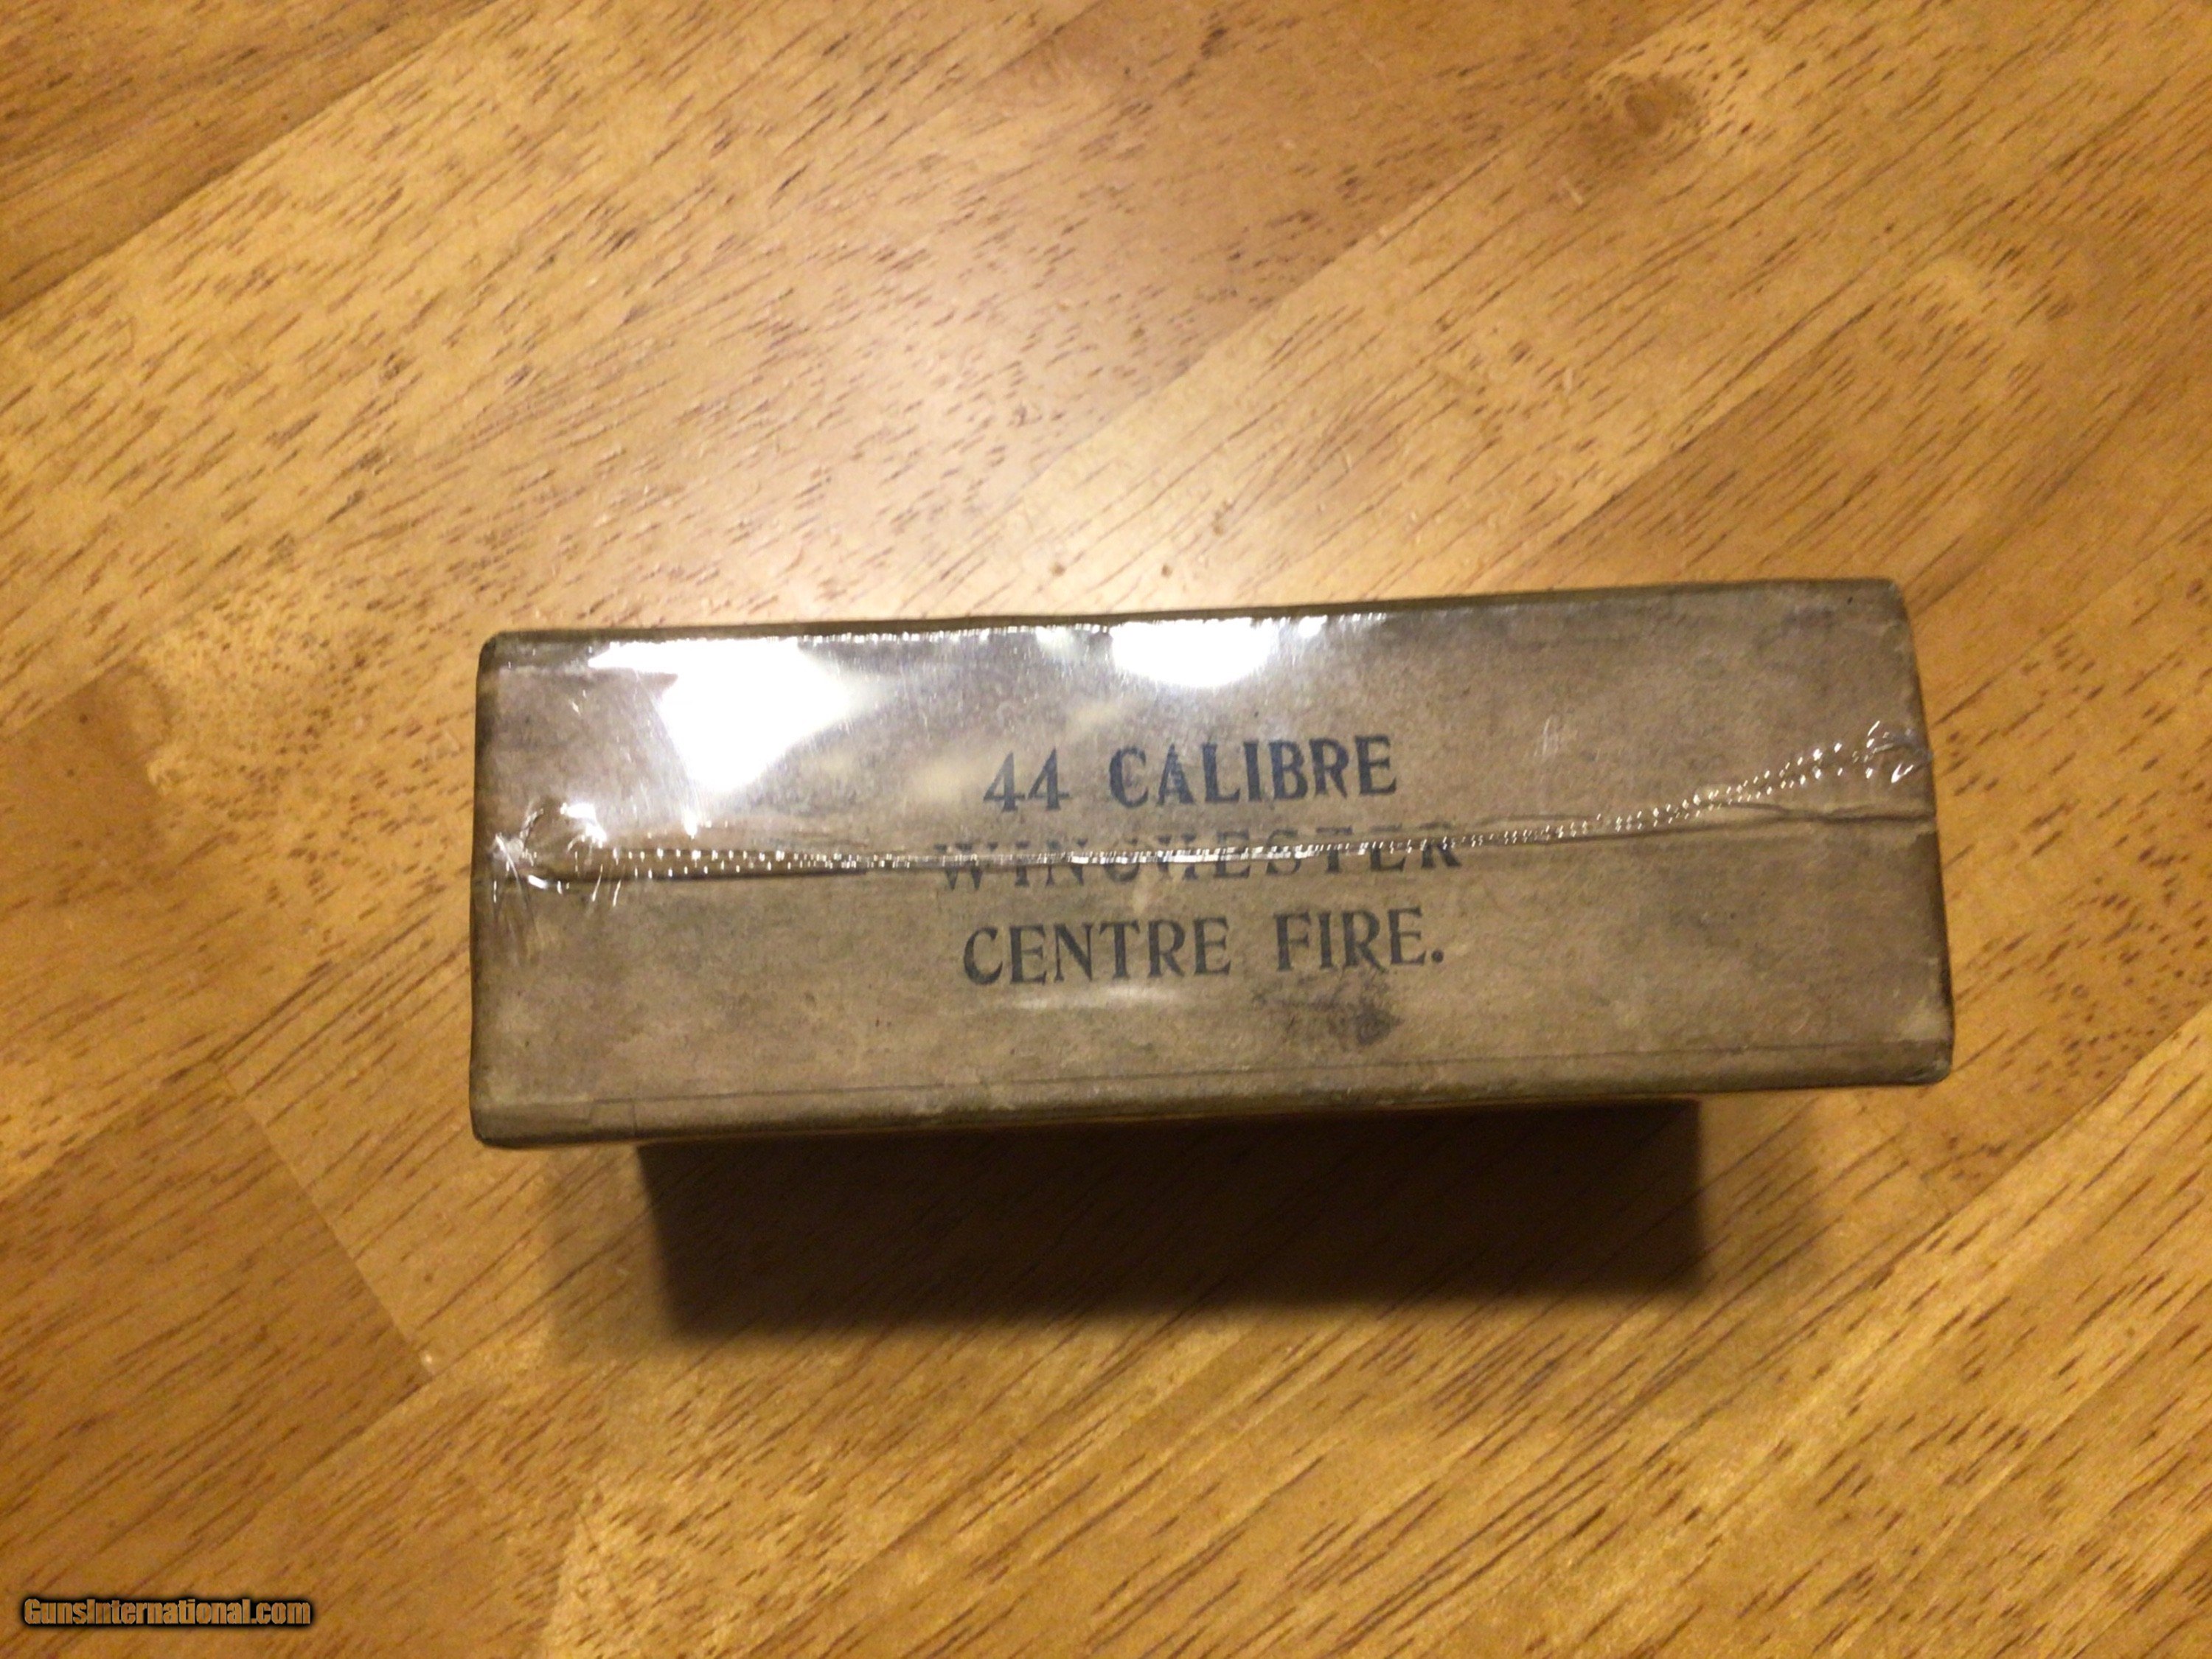 44 CALIBRE
WINCHESTER
CENTRE FIRE.
GunsInternational.com